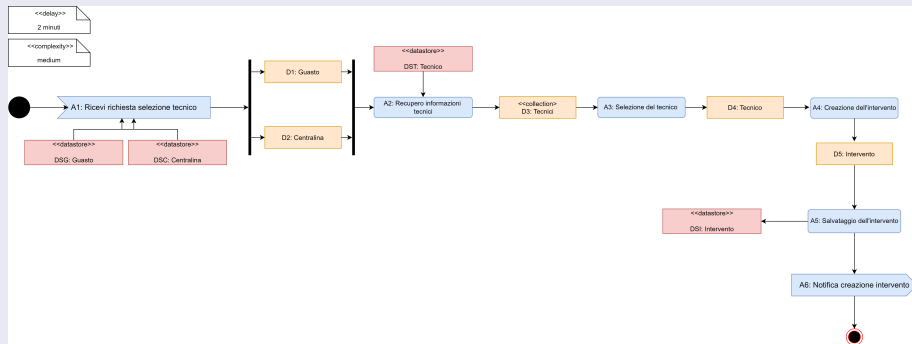 <<delay>>
2 minuti
<<complexity>>
medium
A1: Ricevi richiesta selezione tecnico
<<datastore>>
DSG: Guasto
<<datastore>>
DSC: Centralina
D1: Guasto
D2: Centralina
<<datastore>>
DST: Tecnico
A2: Recupero informazioni
tecnici
<<collection>>
D3: Tecnici
A3: Selezione del tecnico
D4: Tecnico
A4: Creazione dell'intervento
D5: Intervento
A5: Salvataggio dell'intervento
<<datastore>>
DSI: Intervento
A6: Notifica creazione intervento